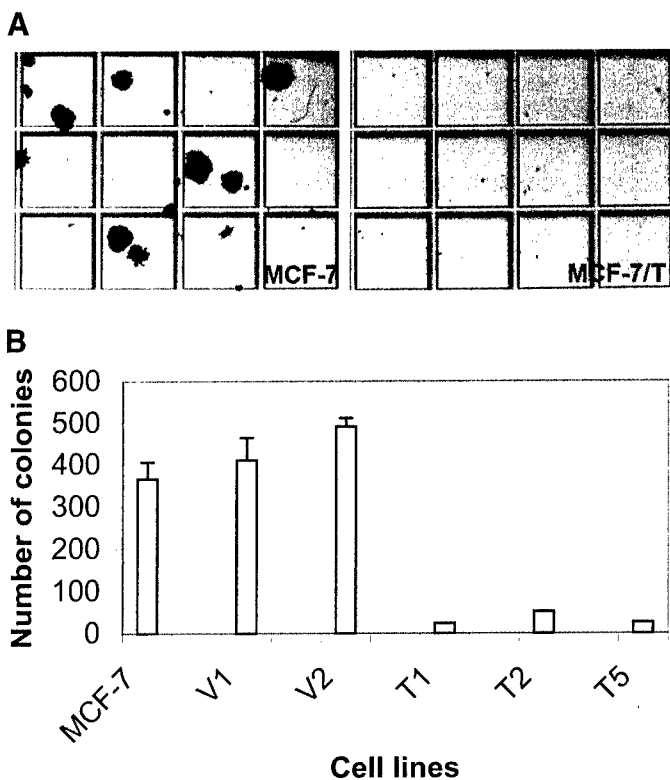 A
MCF-7
MCF-7/T
B
Number of colonies
600
500
400
300
200
100
0
MCF-7
V1
V2
T1
T2
T5
Cell lines